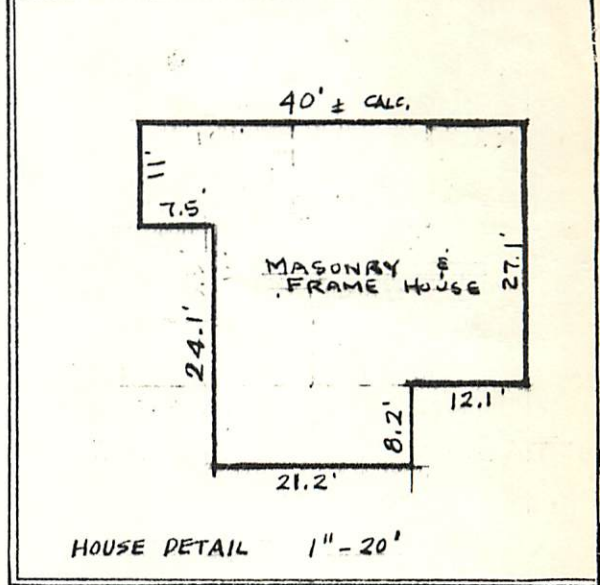 40' ± CALC.
11'
7.5'
MASONRY &
FRAME HOUSE
27.1'
24.1'
12.1'
8.2'
21.2'
HOUSE DETAIL 1" - 20'